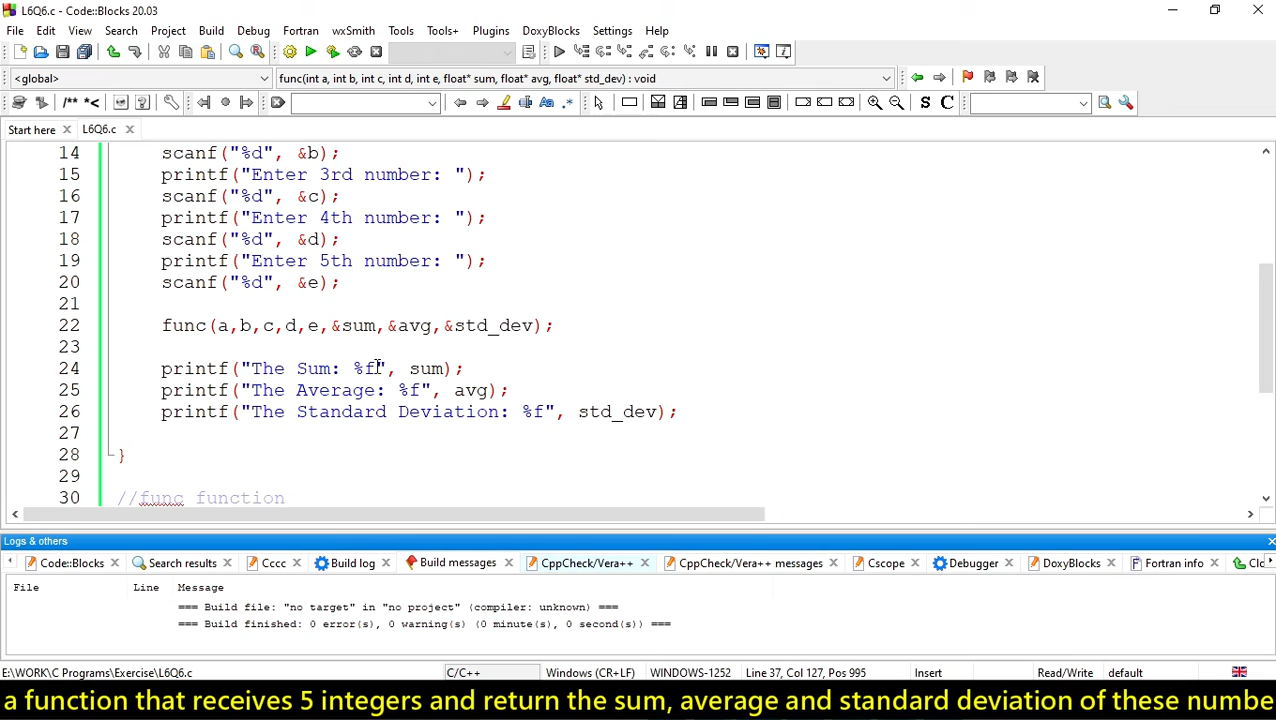 L6Q6.c - Code::Blocks 20.03
File Edit View Search Project Build Debug Fortran wxSmith Tools Tools+ Plugins DoxyBlocks Settings Help
<global> func(int a, int b, int c, int d, int e, float* sum, float* avg, float* std_dev) : void
/** *< S C
Start here L6Q6.c
14 scanf("%d", &b);
15 printf("Enter 3rd number: ");
16 scanf("%d", &c);
17 printf("Enter 4th number: ");
18 scanf("%d", &d);
19 printf("Enter 5th number: ");
20 scanf("%d", &e);
21
22 func(a,b,c,d,e,&sum,&avg,&std_dev);
23
24 printf("The Sum: %f", sum);
25 printf("The Average: %f", avg);
26 printf("The Standard Deviation: %f", std_dev);
27
28 }
29
30 //func function
Logs & others
Code::Blocks Search results Cccc Build log Build messages CppCheck/Vera++ CppCheck/Vera++ messages Cscope Debugger DoxyBlocks Fortran info Clo
File Line Message
=== Build file: "no target" in "no project" (compiler: unknown) ===
=== Build finished: 0 error(s), 0 warning(s) (0 minute(s), 0 second(s)) ===
E:\WORK\C Programs\Exercise\L6Q6.c C/C++ Windows (CR+LF) WINDOWS-1252 Line 37, Col 127, Pos 995 Insert Read/Write default
a function that receives 5 integers and return the sum, average and standard deviation of these numbe